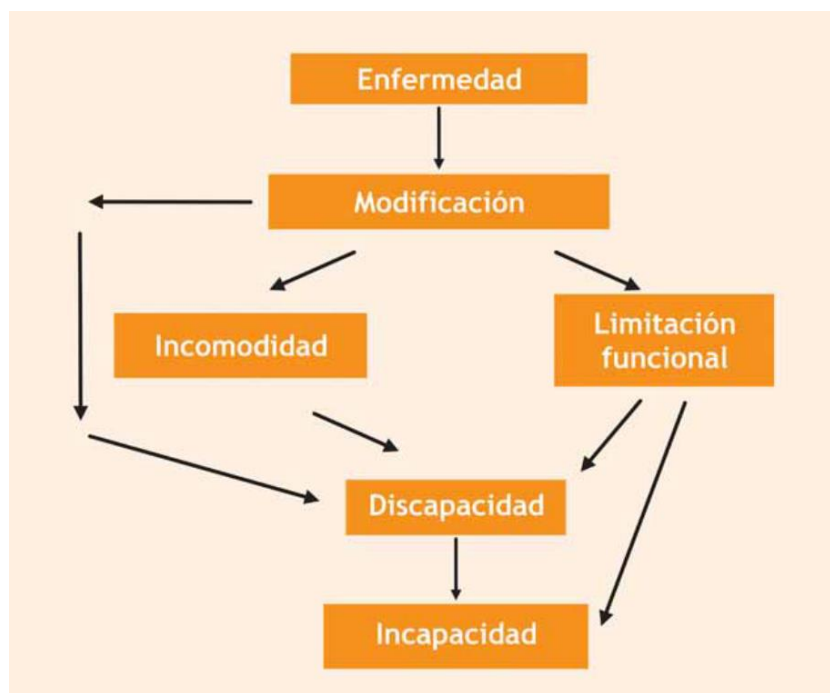 Enfermedad
Modificación
Incomodidad
Limitación
funcional
Discapacidad
Incapacidad